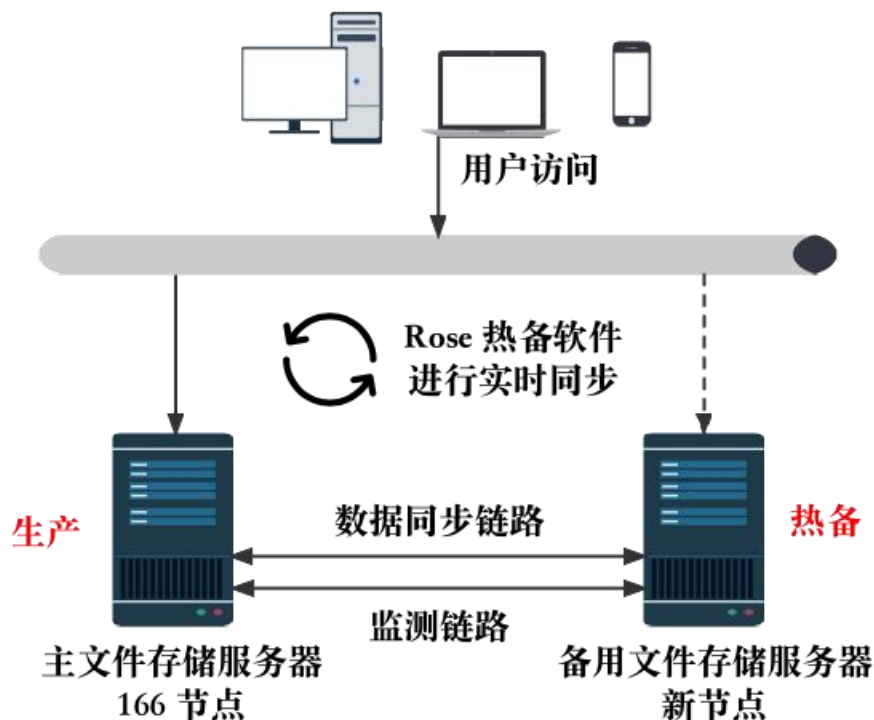 用户访问
Rose 热备软件
进行实时同步
生产
数据同步链路
热备
监测链路
主文件存储服务器
166 节点
备用文件存储服务器
新节点